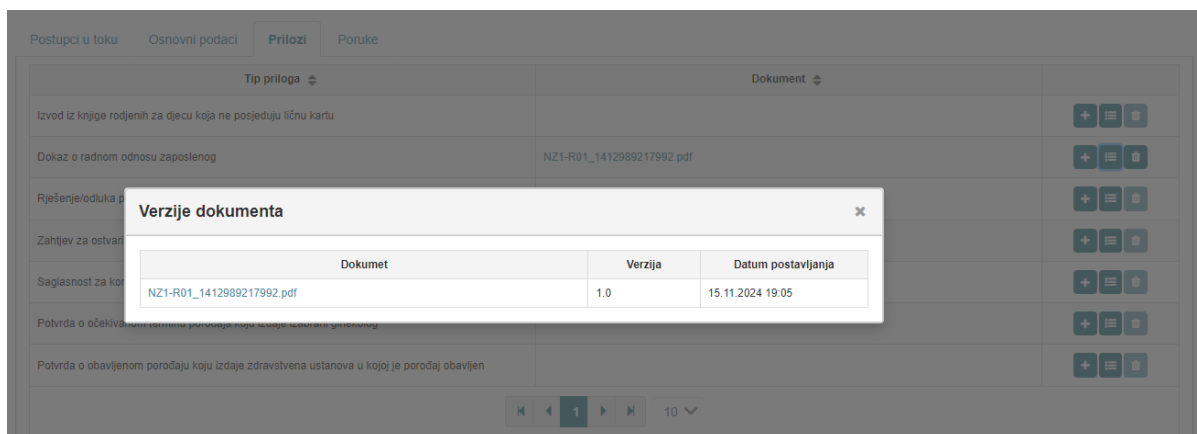 Postupci u toku Osnovni podaci Prilozi Poruke
Tip priloga Dokument
Izvod iz knjige rodjenih za djecu koja ne posjeduju ličnu kartu
Dokaz o radnom odnosu zaposlenog NZ1-R01_1412989217992.pdf
Rješenje/odluka p
Verzije dokumenta
Zahtjev za ostvari
Dokumet Verzija Datum postavljanja
Saglasnost za kor
NZ1-R01_1412989217992.pdf 1.0 15.11.2024 19:05
Potvrda o očekivanom terminu porođaja koju izdaje izabrani ginekolog
Potvrda o obavljenom porođaju koju izdaje zdravstvena ustanova u kojoj je porođaj obavljen
1 10